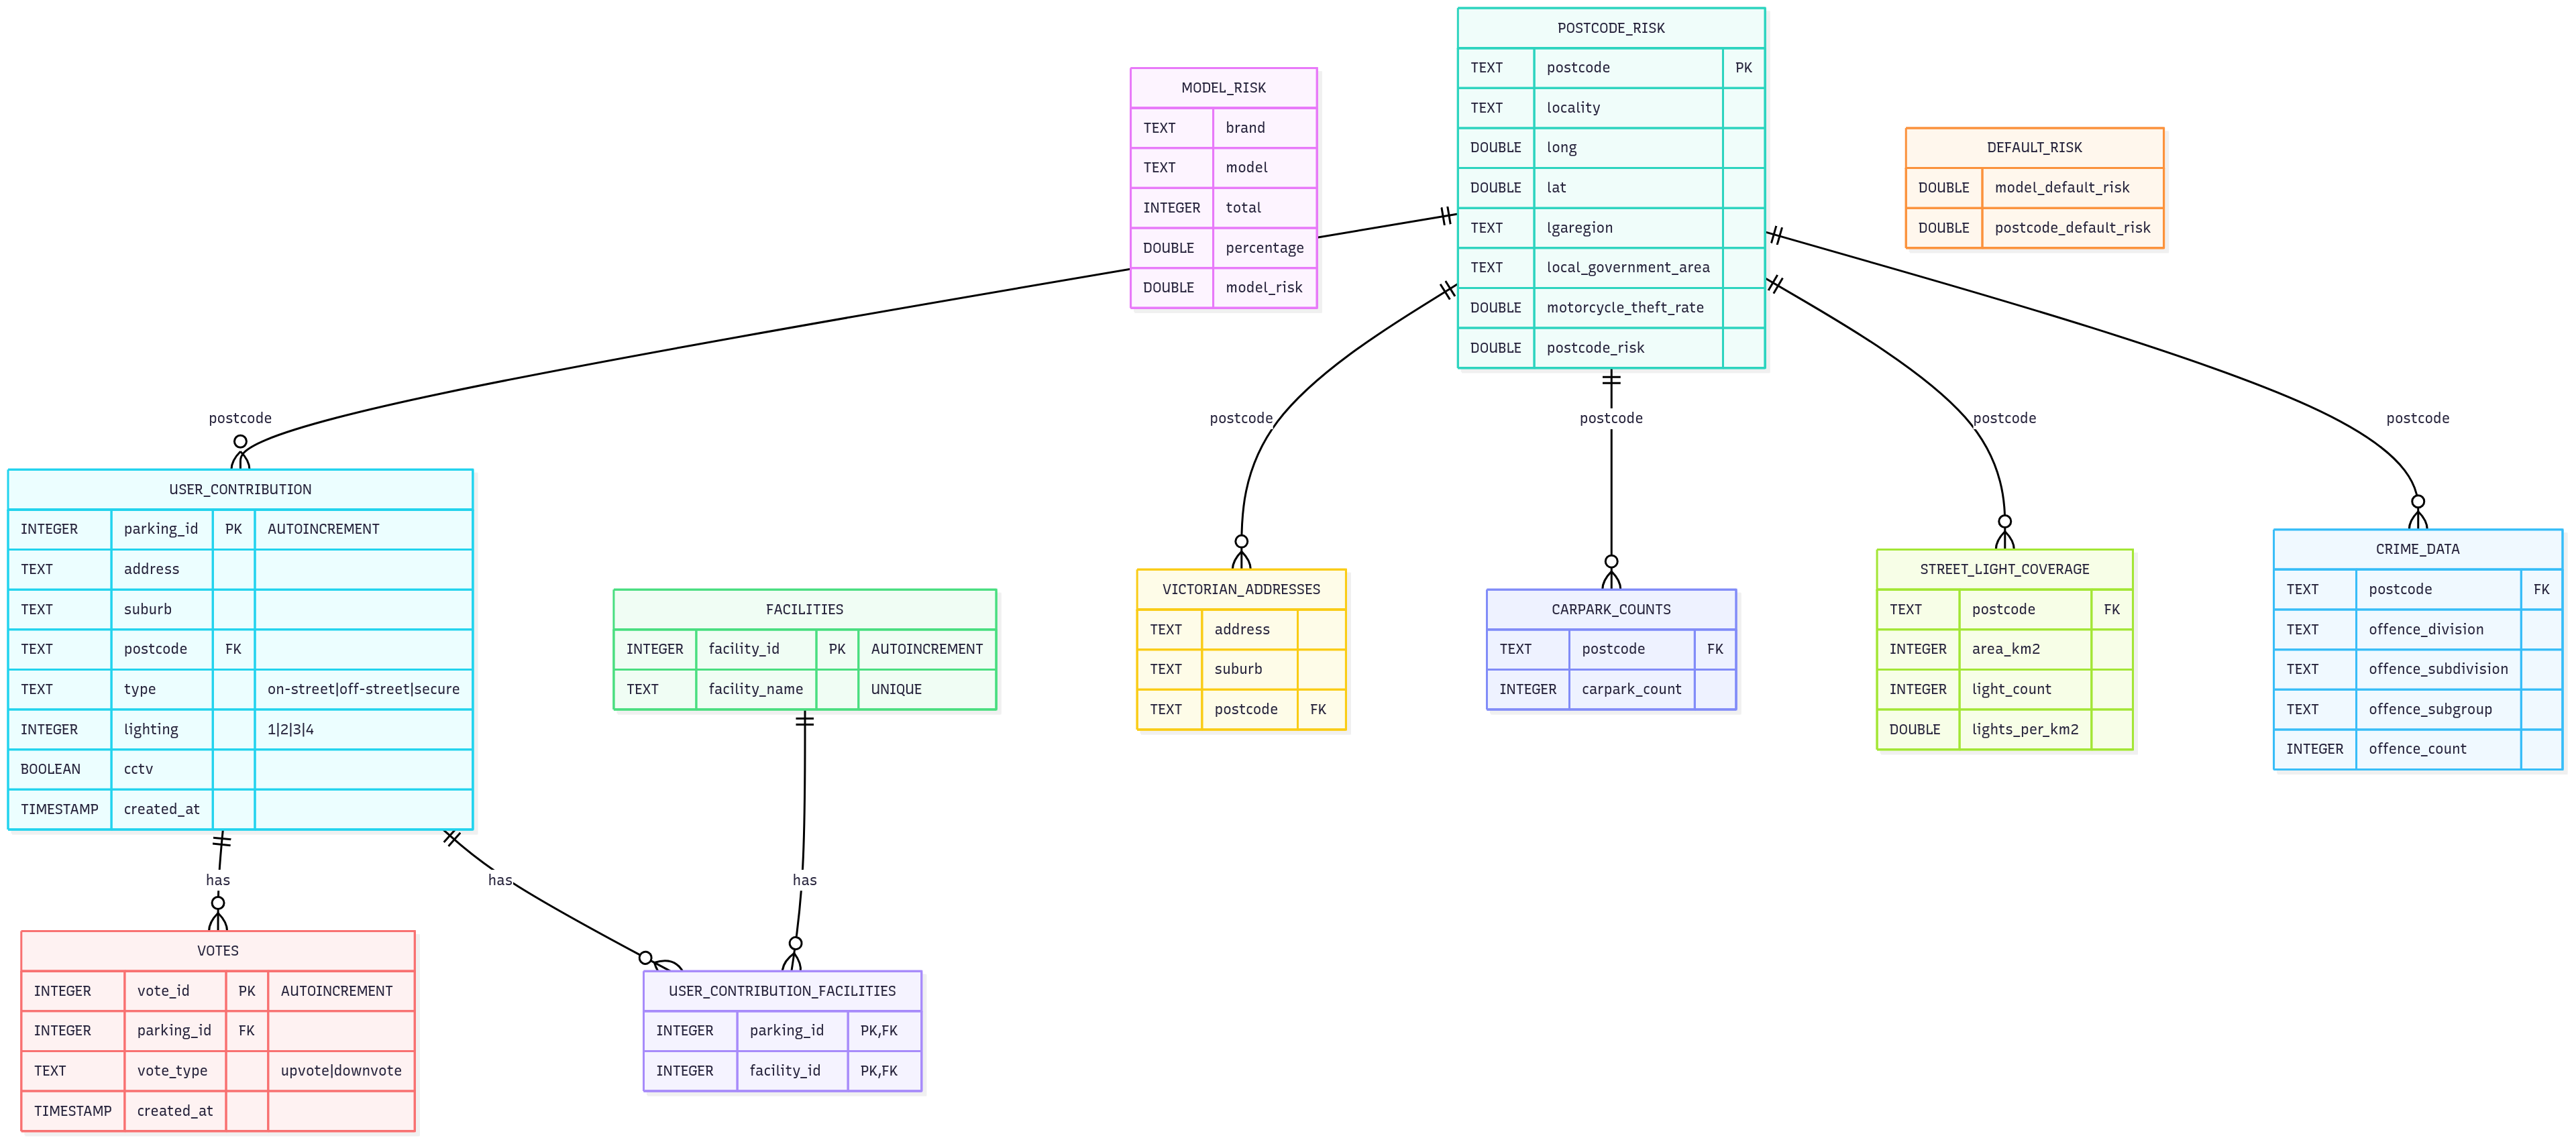 POSTCODE_RISK
TEXT postcode PK
TEXT locality
DOUBLE long
DOUBLE lat
TEXT lgaregion
TEXT local_government_area
DOUBLE motorcycle_theft_rate
DOUBLE postcode_risk
MODEL_RISK
TEXT brand
TEXT model
INTEGER total
DOUBLE percentage
DOUBLE model_risk
DEFAULT_RISK
DOUBLE model_default_risk
DOUBLE postcode_default_risk
postcode
postcode
postcode
postcode
postcode
USER_CONTRIBUTION
INTEGER parking_id PK AUTOINCREMENT
TEXT address
TEXT suburb
TEXT postcode FK
TEXT type on-street|off-street|secure
INTEGER lighting 1|2|3|4
BOOLEAN cctv
TIMESTAMP created_at
FACILITIES
INTEGER facility_id PK AUTOINCREMENT
TEXT facility_name UNIQUE
VICTORIAN_ADDRESSES
TEXT address
TEXT suburb
TEXT postcode FK
CARPARK_COUNTS
TEXT postcode FK
INTEGER carpark_count
STREET_LIGHT_COVERAGE
TEXT postcode FK
INTEGER area_km2
INTEGER light_count
DOUBLE lights_per_km2
CRIME_DATA
TEXT postcode FK
TEXT offence_division
TEXT offence_subdivision
TEXT offence_subgroup
INTEGER offence_count
has
has
has
VOTES
INTEGER vote_id PK AUTOINCREMENT
INTEGER parking_id FK
TEXT vote_type upvote|downvote
TIMESTAMP created_at
USER_CONTRIBUTION_FACILITIES
INTEGER parking_id PK,FK
INTEGER facility_id PK,FK